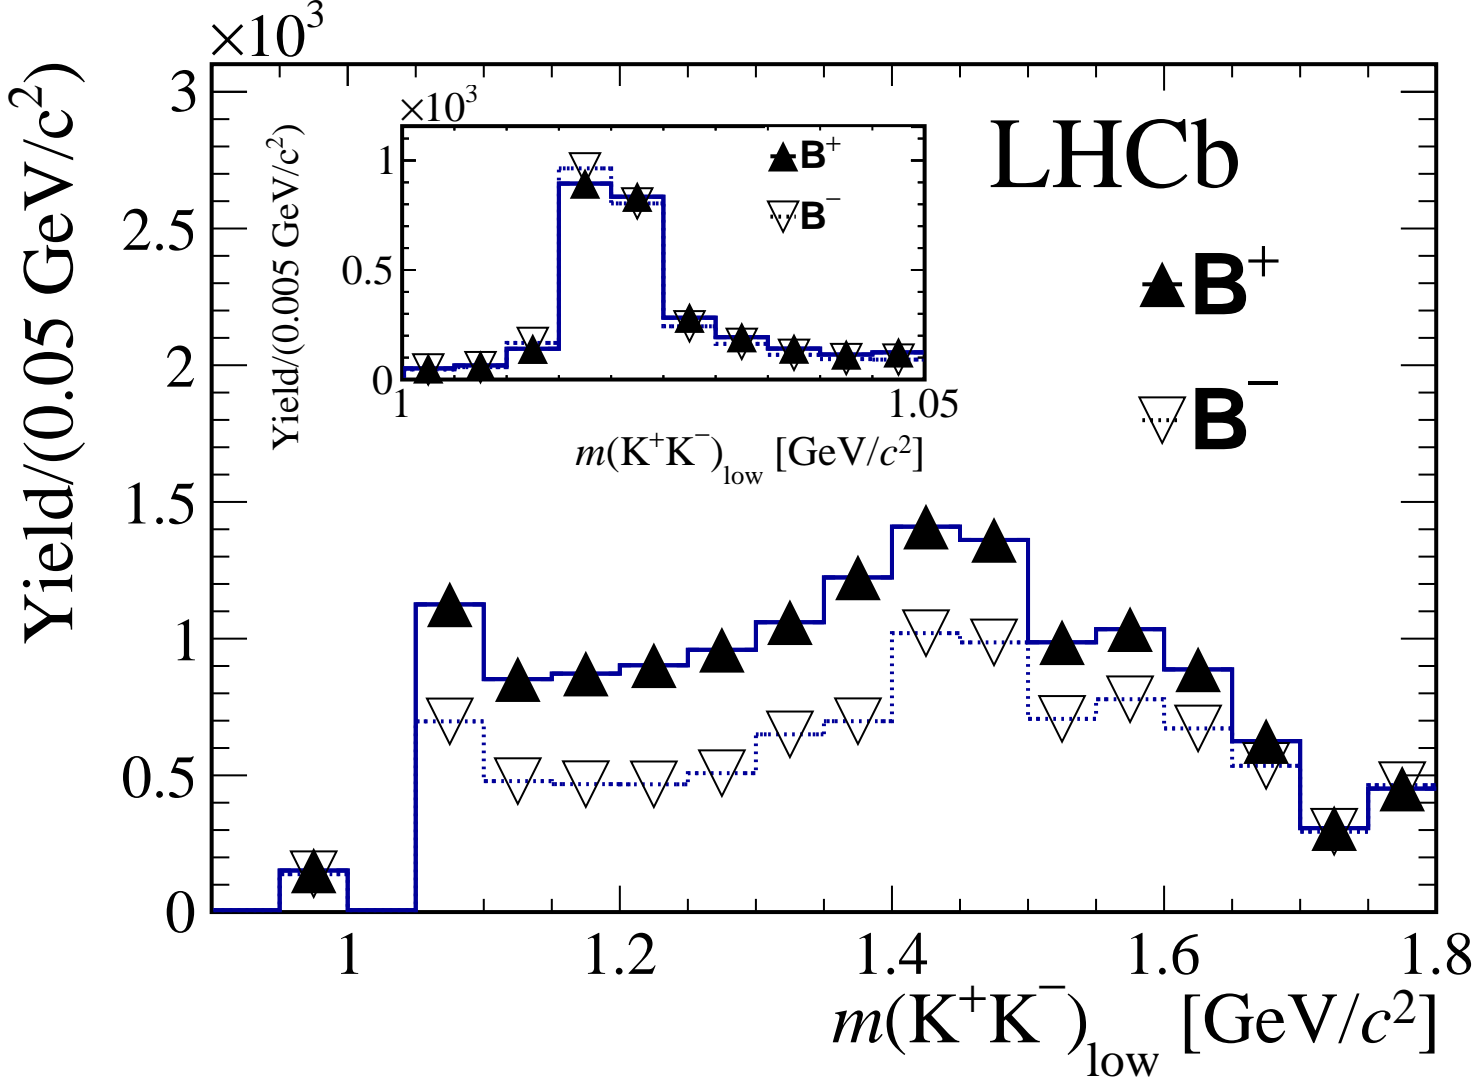 ×10³
Yield/(0.05 GeV/c²)
3
2.5
2
1.5
1
0.5
0
1
1.2
1.4
1.6
1.8
m(K⁺K⁻)low [GeV/c²]
LHCb
B⁺
B⁻
×10³
Yield/(0.005 GeV/c²)
1
0.5
0
1
1.05
m(K⁺K⁻)low [GeV/c²]
B⁺
B⁻